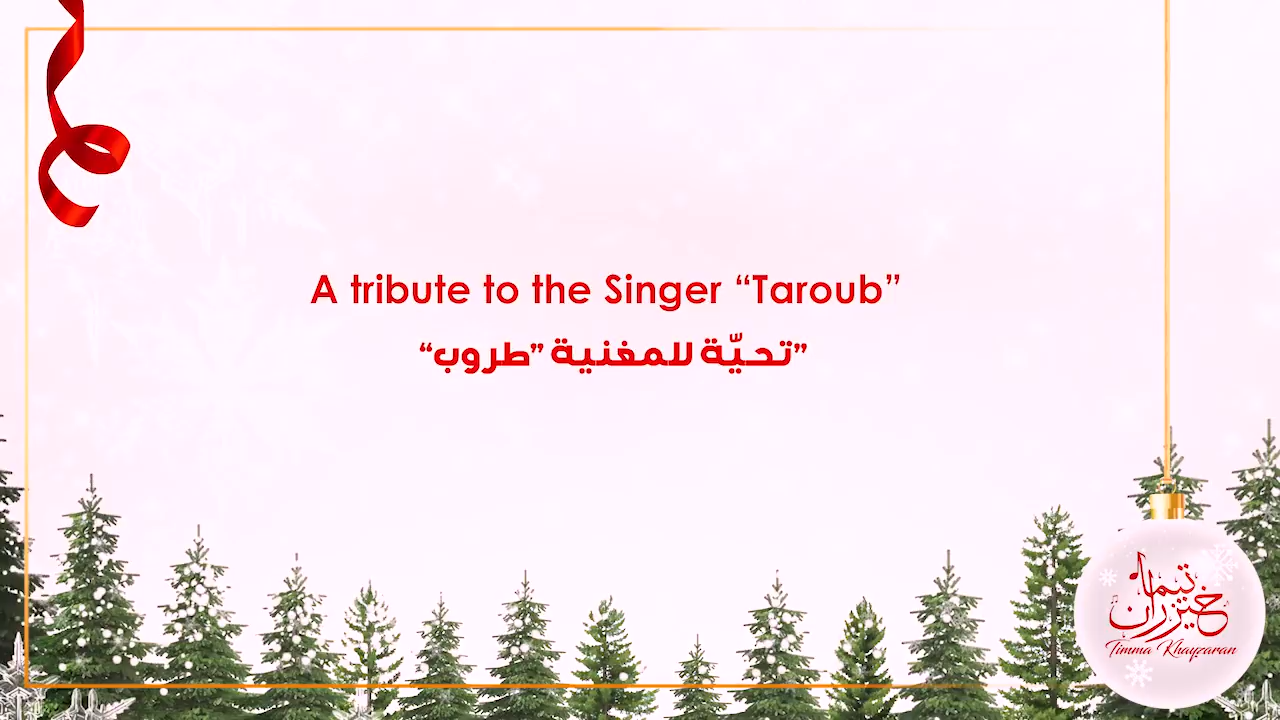 A tribute to the Singer “Taroub”
”تحيّة للمغنية ”طروب“
تيما
خيزران
Timma Khayzaran